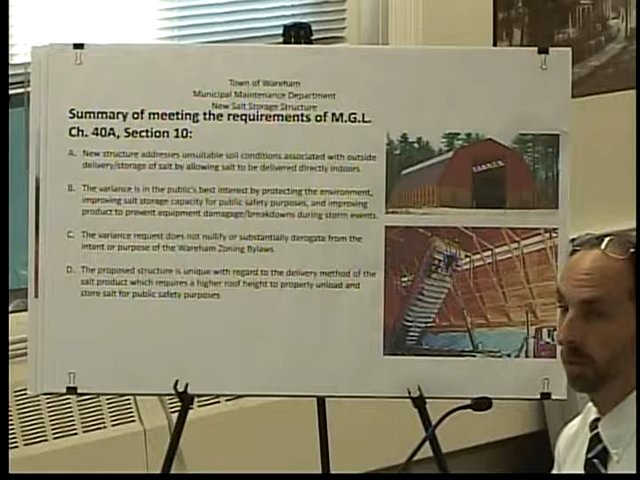 Town of Wareham
Municipal Maintenance Department
New Salt Storage Structure
Summary of meeting the requirements of M.G.L.
Ch. 40A, Section 10:
A. New structure addresses unsuitable soil conditions associated with outside
delivery/storage of salt by allowing salt to be delivered directly indoors
B. The variance is in the public's best interest by protecting the environment,
improving salt storage capacity for public safety purposes, and improving
product to prevent equipment damagage/breakdowns during storm events.
C. The variance request does not nullify or substantially derogate from the
intent or purpose of the Wareham Zoning Bylaws
D. The proposed structure is unique with regard to the delivery method of the
salt product which requires a higher roof height to properly unload and
store salt for public safety purposes